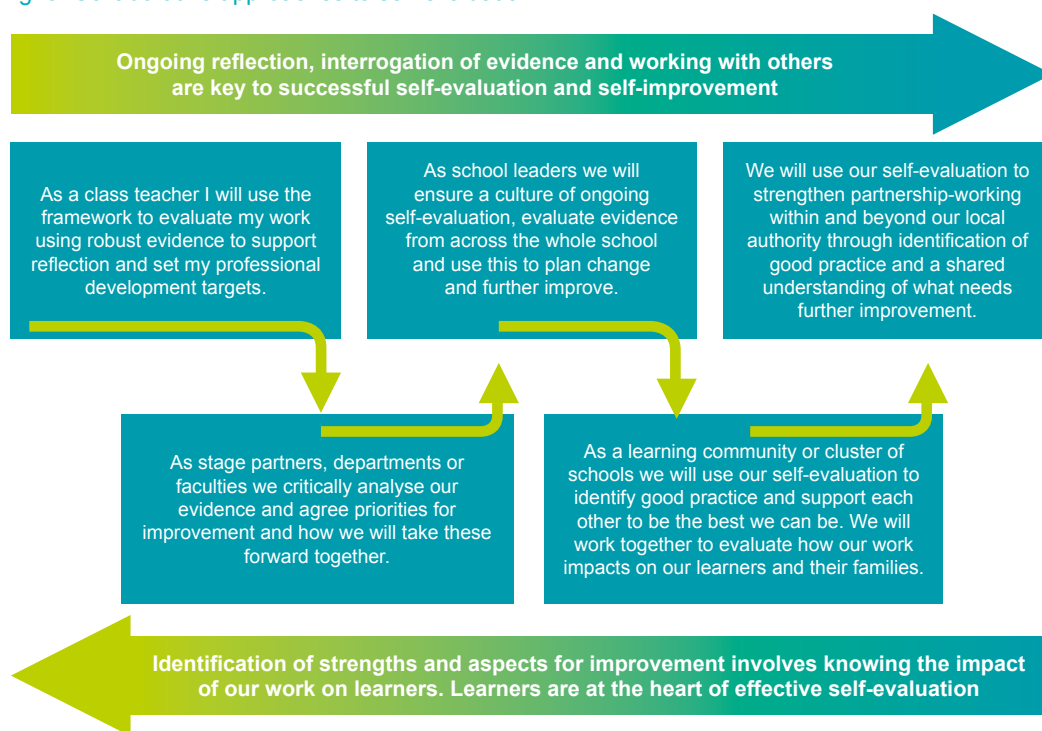 Ongoing reflection, interrogation of evidence and working with others
are key to successful self-evaluation and self-improvement
As a class teacher I will use the
framework to evaluate my work
using robust evidence to support
reflection and set my professional
development targets.
As stage partners, departments or
faculties we critically analyse our
evidence and agree priorities for
improvement and how we will take these
forward together.
As school leaders we will
ensure a culture of ongoing
self-evaluation, evaluate evidence
from across the whole school
and use this to plan change
and further improve.
As a learning community or cluster of
schools we will use our self-evaluation to
identify good practice and support each
other to be the best we can be. We will
work together to evaluate how our work
impacts on our learners and their families.
We will use our self-evaluation to
strengthen partnership-working
within and beyond our local
authority through identification of
good practice and a shared
understanding of what needs
further improvement.
Identification of strengths and aspects for improvement involves knowing the impact
of our work on learners. Learners are at the heart of effective self-evaluation